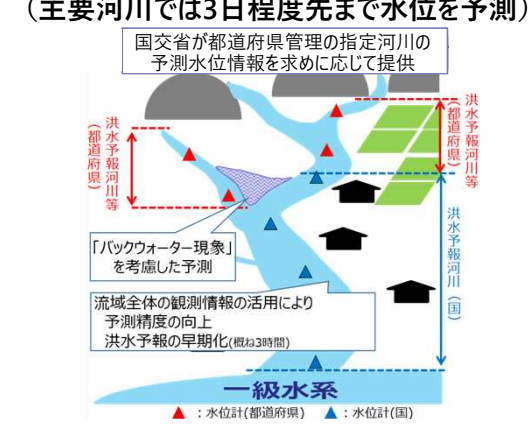 （主要河川では3日程度先まで水位を予測）
国交省が都道府県管理の指定河川の
予測水位情報を求めに応じて提供
洪水予報河川等
（都道府県）
洪水予報河川等
（都道府県）
洪水予報河川（国）
「バックウォーター現象」
を考慮した予測
流域全体の観測情報の活用により
予測精度の向上
洪水予報の早期化(概ね3時間)
一級水系
▲：水位計(都道府県) ▲：水位計(国)